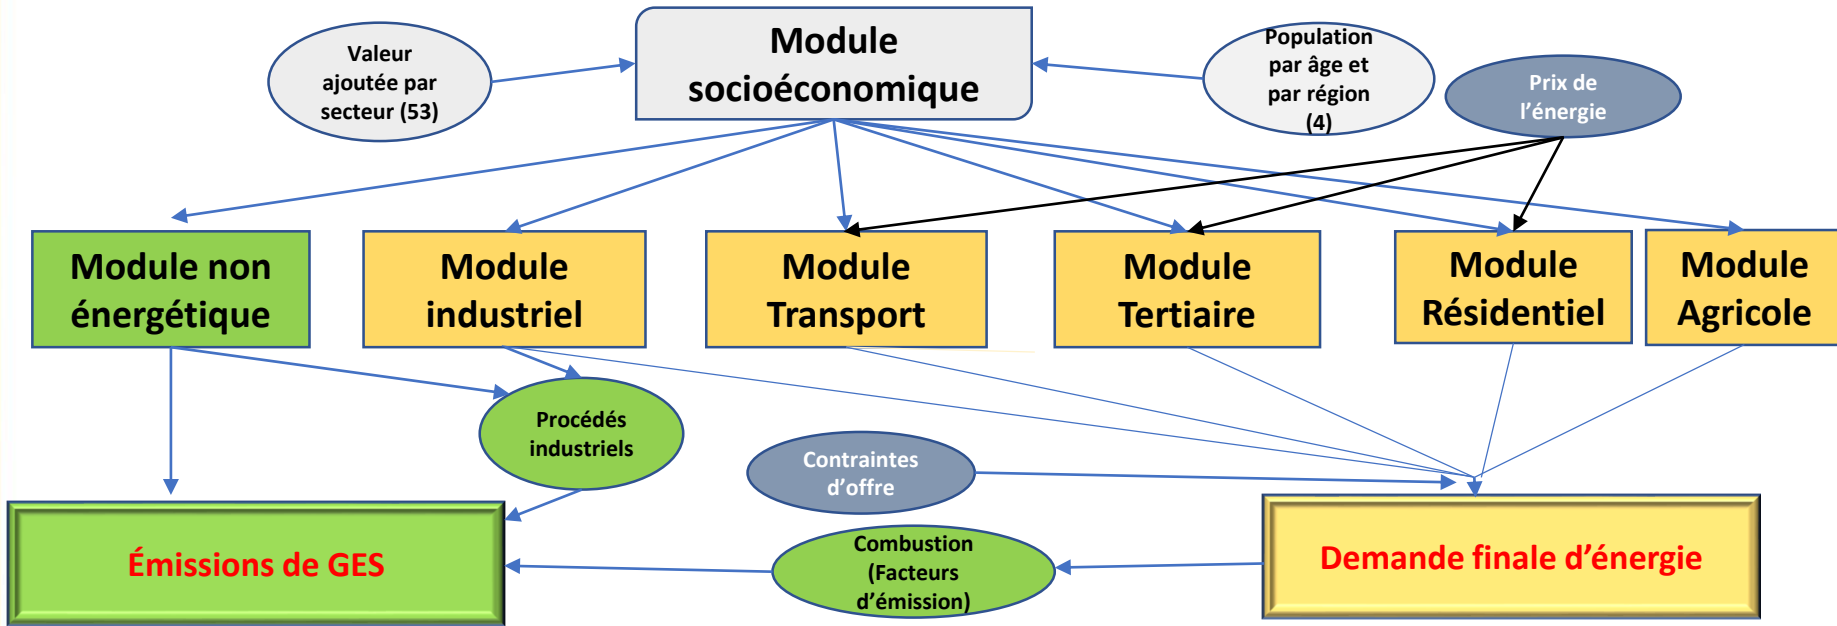 Valeur
ajoutée par
secteur (53)
Module
socioéconomique
Population
par âge et
par région
(4)
Prix de
l’énergie
Module non
énergétique
Module
industriel
Module
Transport
Module
Tertiaire
Module
Résidentiel
Module
Agricole
Procédés
industriels
Contraintes
d’offre
Émissions de GES
Combustion
(Facteurs
d’émission)
Demande finale d’énergie